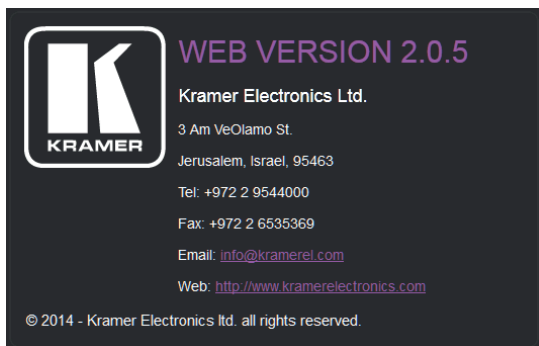 KRAMER
WEB VERSION 2.0.5
Kramer Electronics Ltd.
3 Am VeOlamo St.
Jerusalem, Israel, 95463
Tel: +972 2 9544000
Fax: +972 2 6535369
Email: info@kramerel.com
Web: http://www.kramerelectronics.com
© 2014 - Kramer Electronics ltd. all rights reserved.